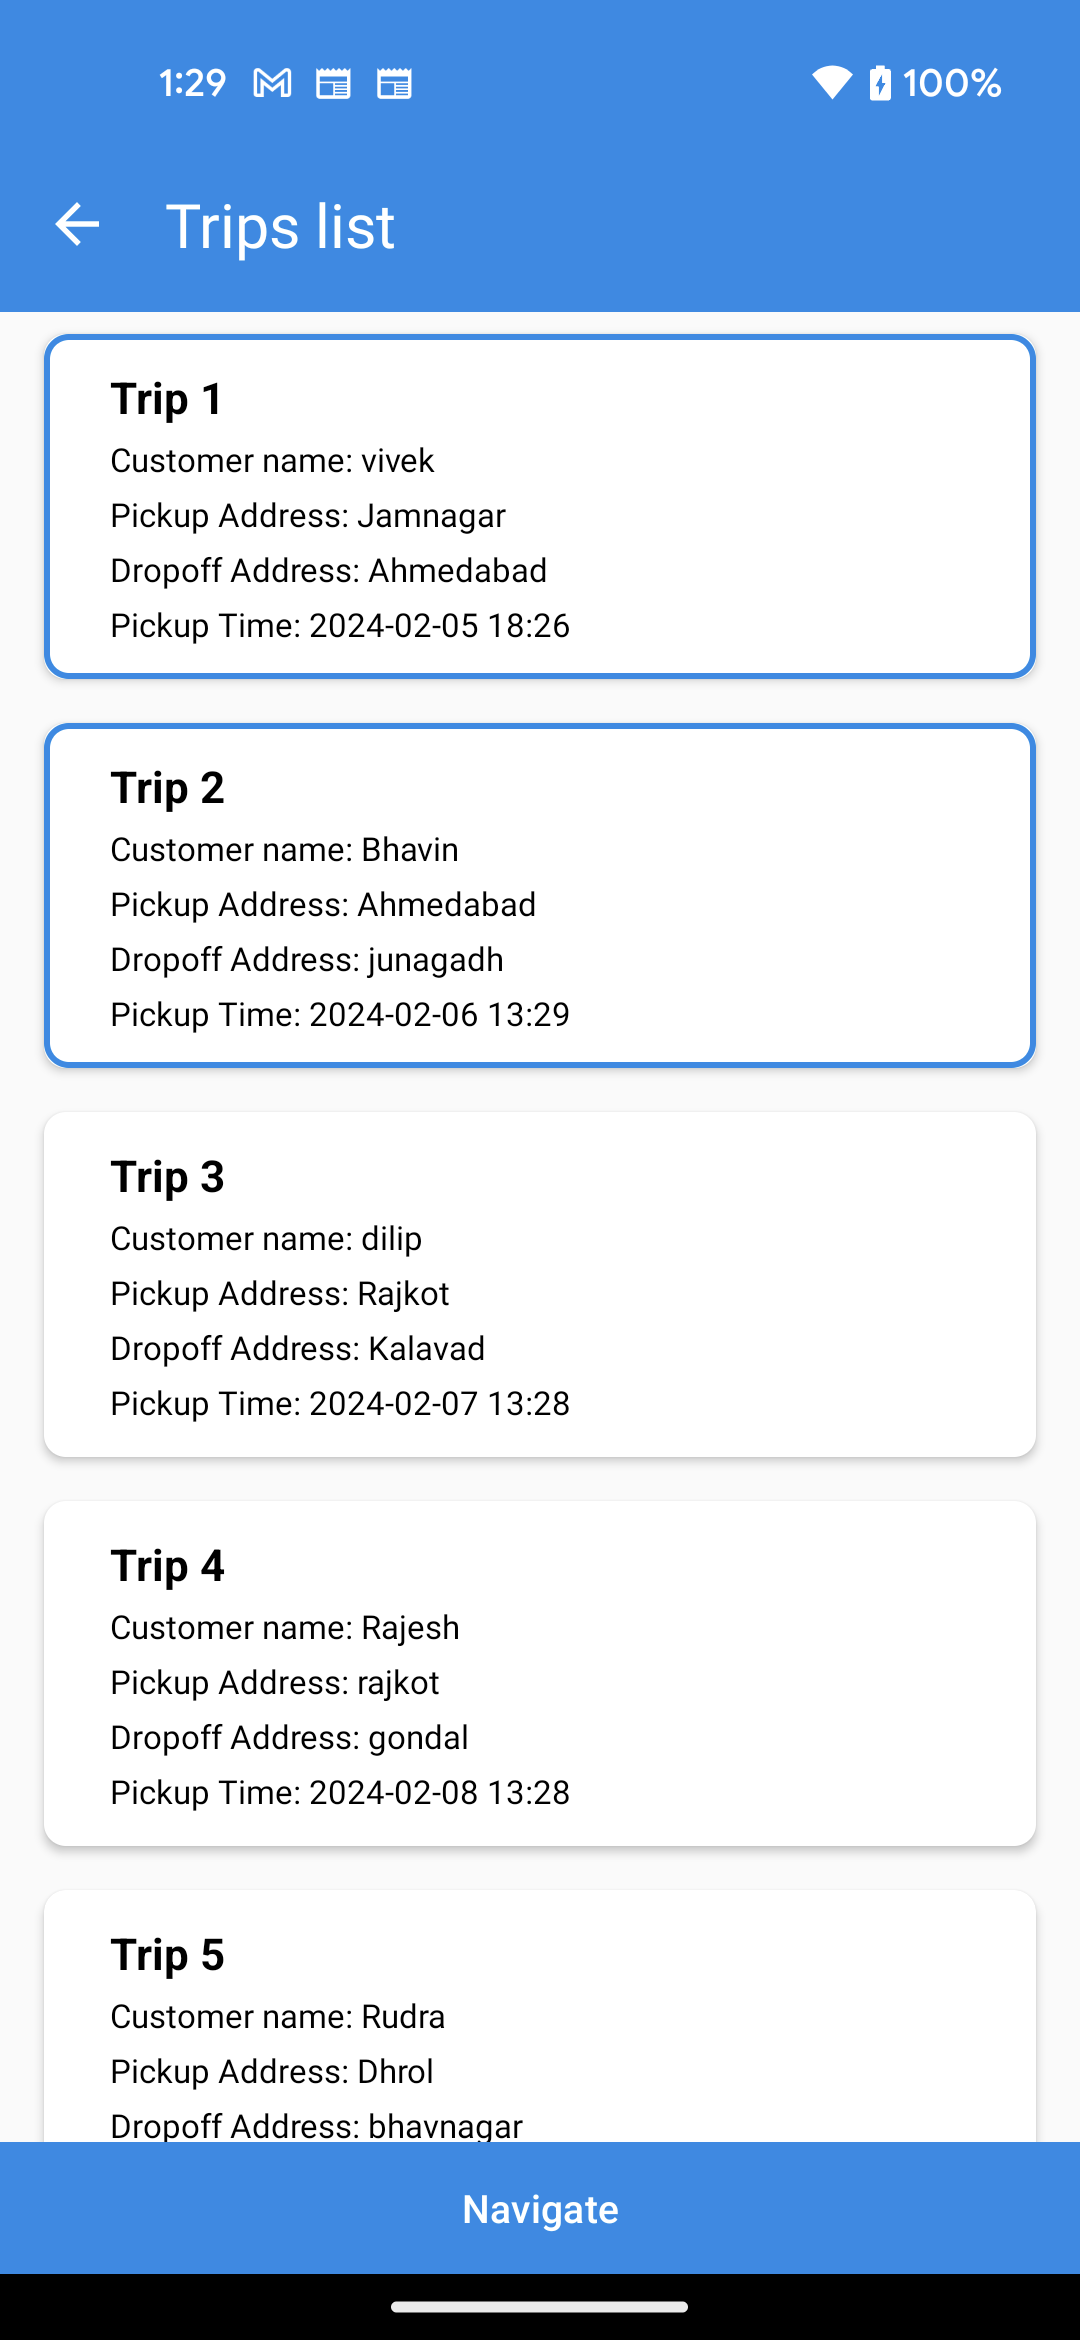 1:29 100%
Trips list
Trip 1
Customer name: vivek
Pickup Address: Jamnagar
Dropoff Address: Ahmedabad
Pickup Time: 2024-02-05 18:26
Trip 2
Customer name: Bhavin
Pickup Address: Ahmedabad
Dropoff Address: junagadh
Pickup Time: 2024-02-06 13:29
Trip 3
Customer name: dilip
Pickup Address: Rajkot
Dropoff Address: Kalavad
Pickup Time: 2024-02-07 13:28
Trip 4
Customer name: Rajesh
Pickup Address: rajkot
Dropoff Address: gondal
Pickup Time: 2024-02-08 13:28
Trip 5
Customer name: Rudra
Pickup Address: Dhrol
Dropoff Address: bhavnagar
Navigate